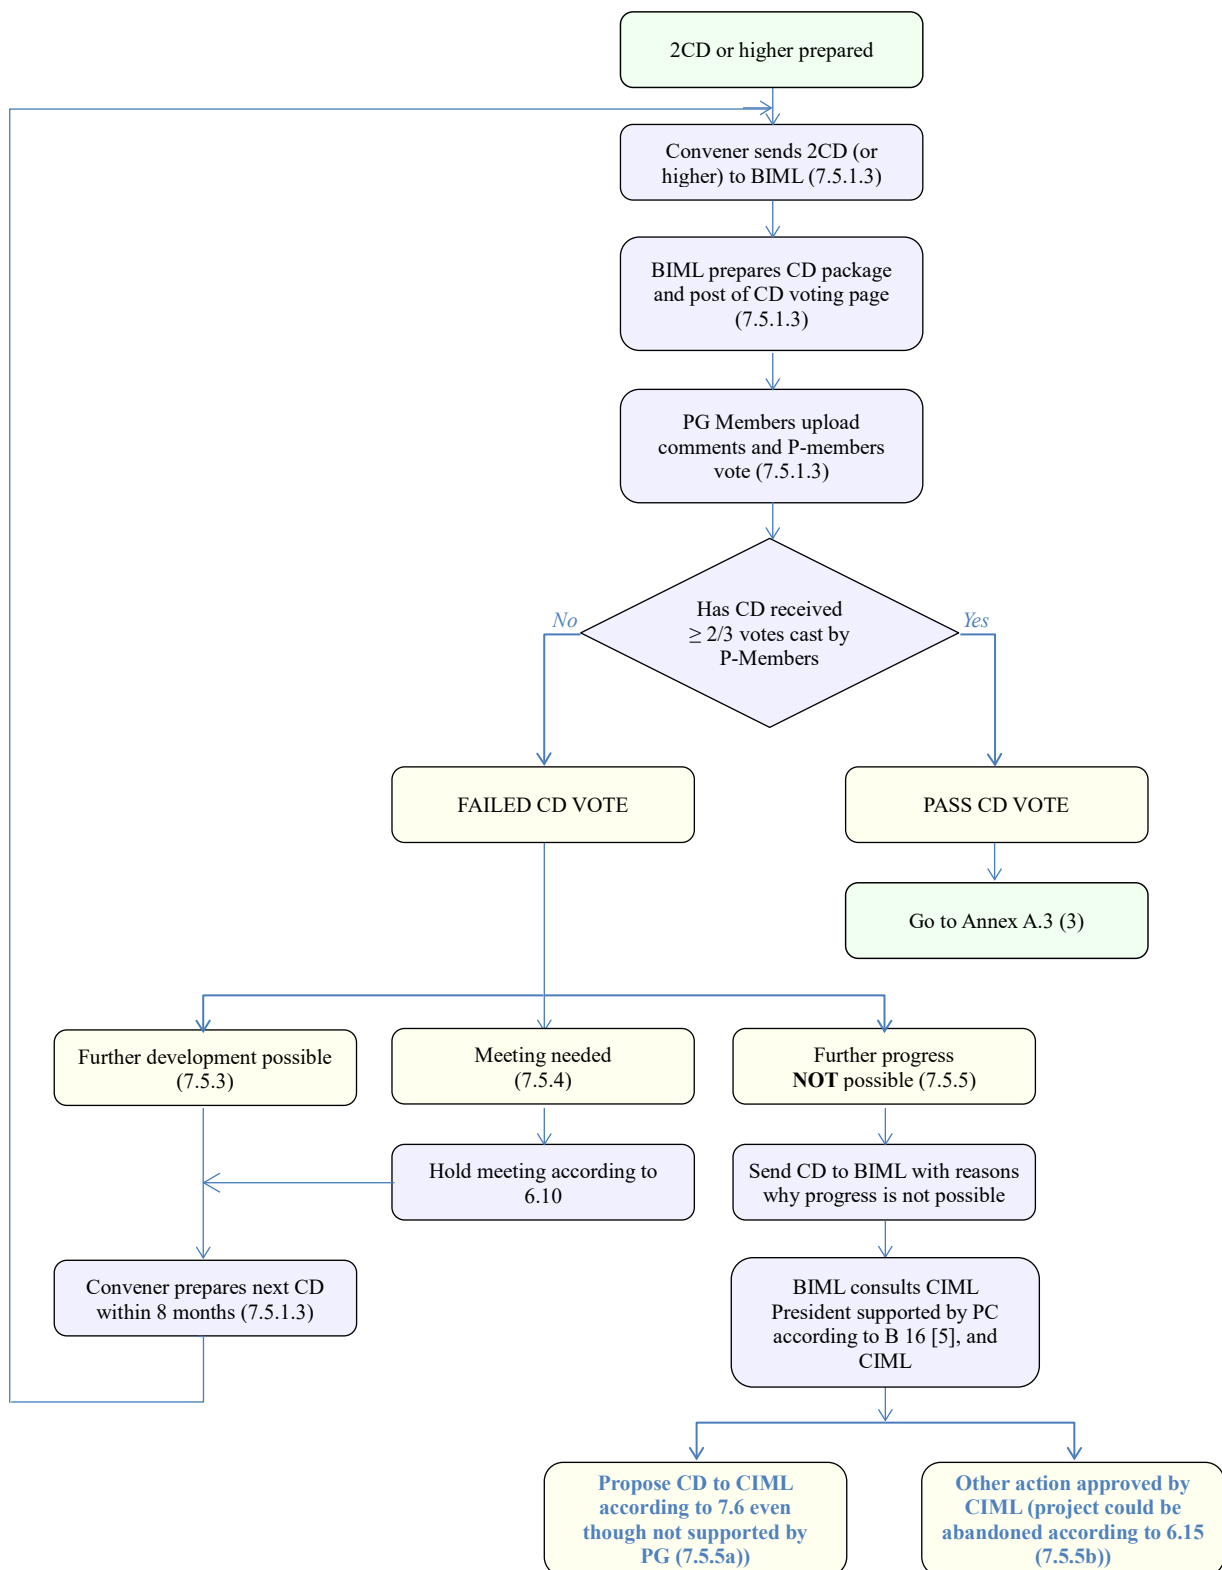 2CD or higher prepared
Convener sends 2CD (or
higher) to BIML (7.5.1.3)
BIML prepares CD package
and post of CD voting page
(7.5.1.3)
PG Members upload
comments and P-members
vote (7.5.1.3)
Has CD received
≥ 2/3 votes cast by
P-Members
No
Yes
FAILED CD VOTE
PASS CD VOTE
Go to Annex A.3 (3)
Further development possible
(7.5.3)
Meeting needed
(7.5.4)
Further progress
NOT possible (7.5.5)
Hold meeting according to
6.10
Send CD to BIML with reasons
why progress is not possible
Convener prepares next CD
within 8 months (7.5.1.3)
BIML consults CIML
President supported by PC
according to B 16 [5], and
CIML
Propose CD to CIML
according to 7.6 even
though not supported by
PG (7.5.5a))
Other action approved by
CIML (project could be
abandoned according to 6.15
(7.5.5b))